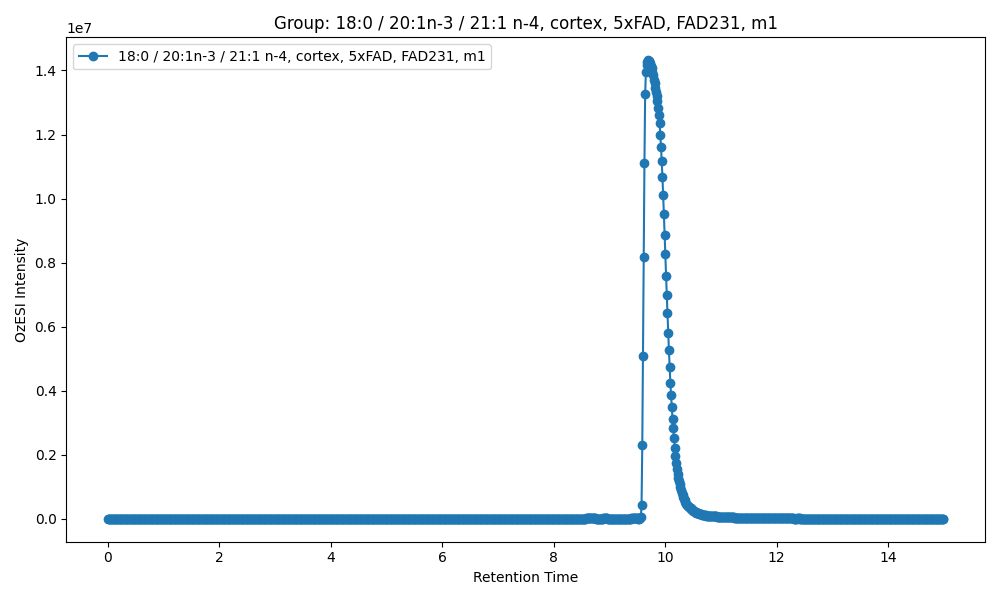 Group: 18:0 / 20:1n-3 / 21:1 n-4, cortex, 5xFAD, FAD231, m1
1e7
18:0 / 20:1n-3 / 21:1 n-4, cortex, 5xFAD, FAD231, m1
1.4
1.2
1.0
0.8
0.6
0.4
0.2
0.0
OzESI Intensity
0 2 4 6 8 10 12 14
Retention Time